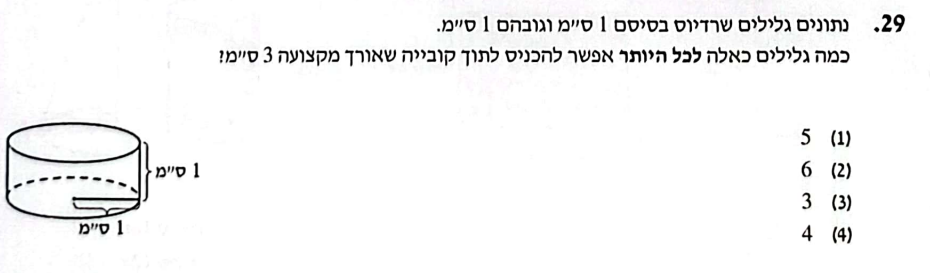 29. נתונים גלילים שרדיוס בסיסם 1 ס"מ וגובהם 1 ס"מ.
כמה גלילים כאלה לכל היותר אפשר להכניס לתוך קובייה שאורך מקצועה 3 ס"מ?
(1) 5
(2) 6
(3) 3
(4) 4
1 ס"מ
1 ס"מ